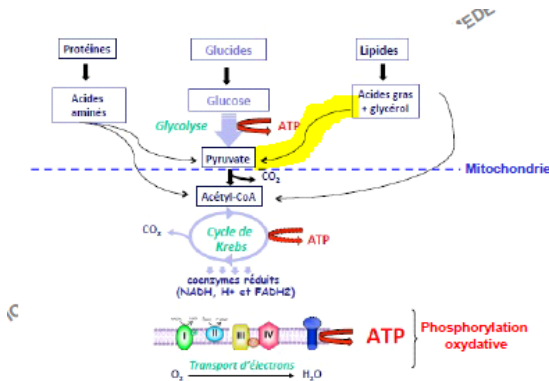 MEDE
Protéines
Glucides
Lipides
Acides
aminés
Glucose
Acides gras
+ glycérol
Glycolyse
ATP
Pyruvate
Mitochondrie
CO₂
Acétyl-CoA
CO₂
Cycle de
Krebs
ATP
coenzymes réduits
(NADH, H+ et FADH2)
I
II
III
IV
ATP
Phosphorylation
oxydative
Transport d'électrons
O₂
H₂O